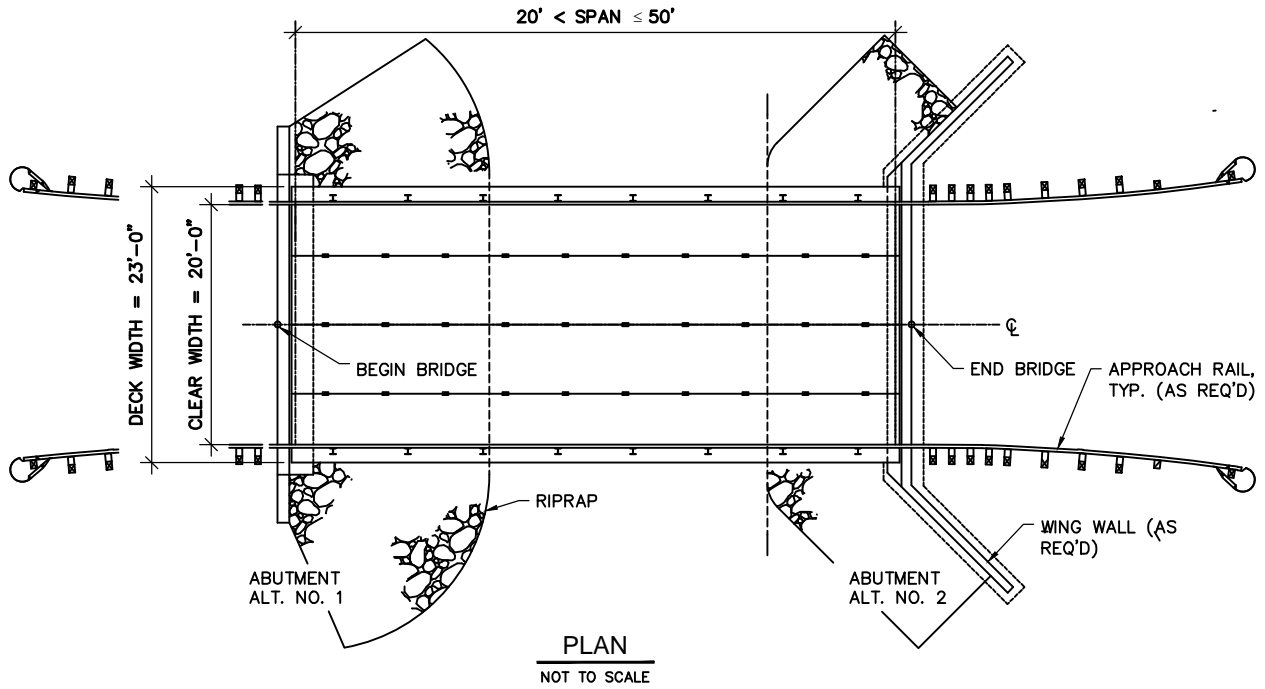 20' < SPAN ≤ 50'
DECK WIDTH = 23'-0"
CLEAR WIDTH = 20'-0"
BEGIN BRIDGE
℄
END BRIDGE
APPROACH RAIL,
TYP. (AS REQ'D)
RIPRAP
WING WALL (AS
REQ'D)
ABUTMENT
ALT. NO. 1
ABUTMENT
ALT. NO. 2
PLAN
NOT TO SCALE